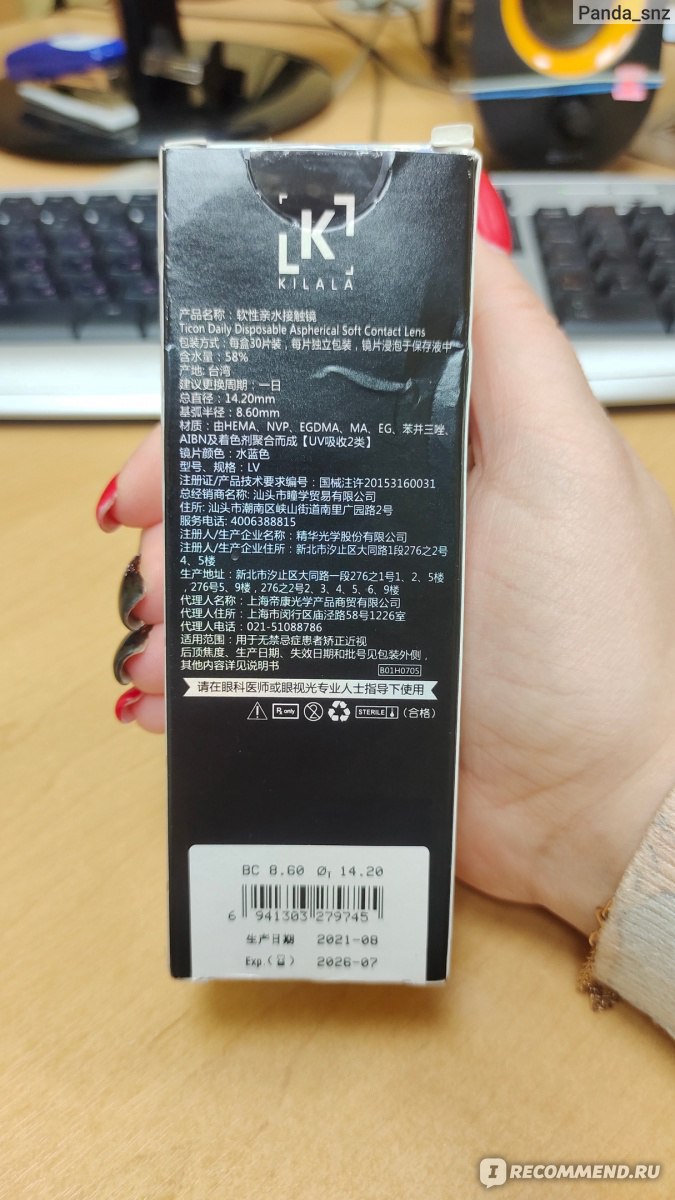 Panda_snz
K
KILALA
产品名称：软性亲水接触镜
Ticon Daily Disposable Aspherical Soft Contact Lens
包装方式：每盒30片装，每片独立包装，镜片浸泡于保存液中
含水量：58%
产地: 台湾
建议更换周期：一日
总直径：14.20mm
基弧半径：8.60mm
材质：由HEMA、NVP、EGDMA、MA、EG、苯并三唑、
AIBN及着色剂聚合而成【UV吸收2类】
镜片颜色：水蓝色
型号、规格：LV
注册证/产品技术要求编号：国械注许20153160031
总经销商名称: 汕头市瞳学贸易有限公司
住所: 汕头市潮南区峡山街道南里广园路2号
服务电话: 4006388815
注册人/生产企业名称：精华光学股份有限公司
注册人/生产企业住所：新北市汐止区大同路1段276之2号
4、5楼
生产地址：新北市汐止区大同路一段276之1号1、2、5楼
，276号5、9楼，276之2号2、3、4、5、6、9楼
代理人名称：上海帝康光学产品商贸有限公司
代理人住所：上海市闵行区庙泾路58号1226室
代理人电话：021-51088786
适用范围：用于无禁忌症患者矫正近视
后顶焦度、生产日期、失效日期和批号见包装外侧，
其他内容详见说明书
B01H0705
请在眼科医师或眼视光专业人士指导下使用
Rx only STERILE (合格)
BC 8.60 Øт 14.20
6 941303 279745
生产日期 2021-08
Exp.( ) 2026-07
IRECOMMEND.RU